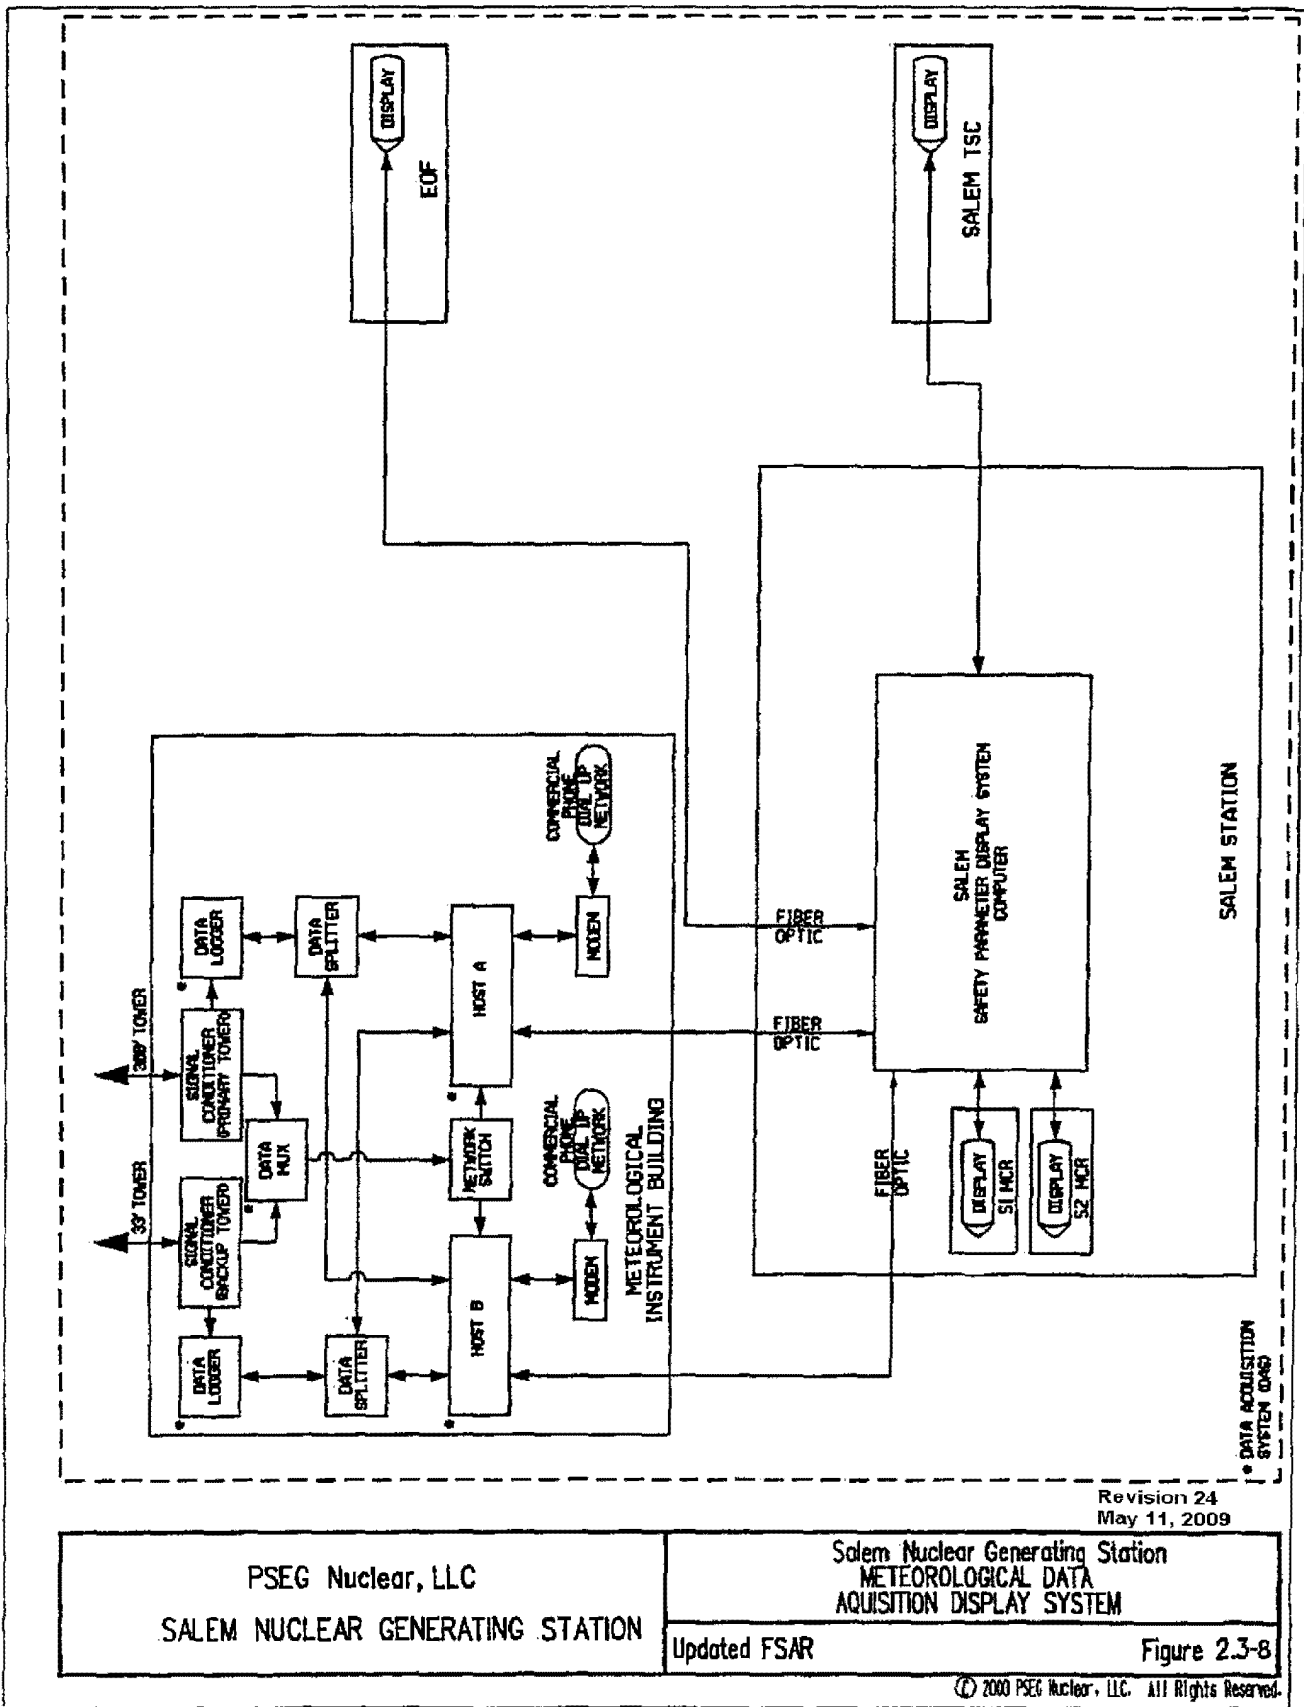 DISPLAY
EOF
DISPLAY
SALEM TSC
300' TOWER
33' TOWER
DATA
LOGGER
SIGNAL
CONDITIONER
(PRIMARY TOWER)
DATA
MUX
SIGNAL
CONDITIONER
(BACKUP TOWER)
DATA
LOGGER
DATA
SPLITTER
DATA
SPLITTER
HOST A
NETWORK
SWITCH
HOST B
COMMERCIAL
PHONE
DIAL UP
NETWORK
MODEM
COMMERCIAL
PHONE
DIAL UP
NETWORK
MODEM
METEOROLOGICAL
INSTRUMENT BUILDING
FIBER
OPTIC
FIBER
OPTIC
FIBER
OPTIC
SALEM
SAFETY PARAMETER DISPLAY SYSTEM
COMPUTER
DISPLAY
S1 MCR
DISPLAY
S2 MCR
SALEM STATION
* DATA ACQUISITION
SYSTEM (DAS)
Revision 24
May 11, 2009
PSEG Nuclear, LLC
SALEM NUCLEAR GENERATING STATION
Salem Nuclear Generating Station
METEOROLOGICAL DATA
AQUISITION DISPLAY SYSTEM
Updated FSAR
Figure 2.3-8
© 2000 PSEG Nuclear, LLC. All Rights Reserved.